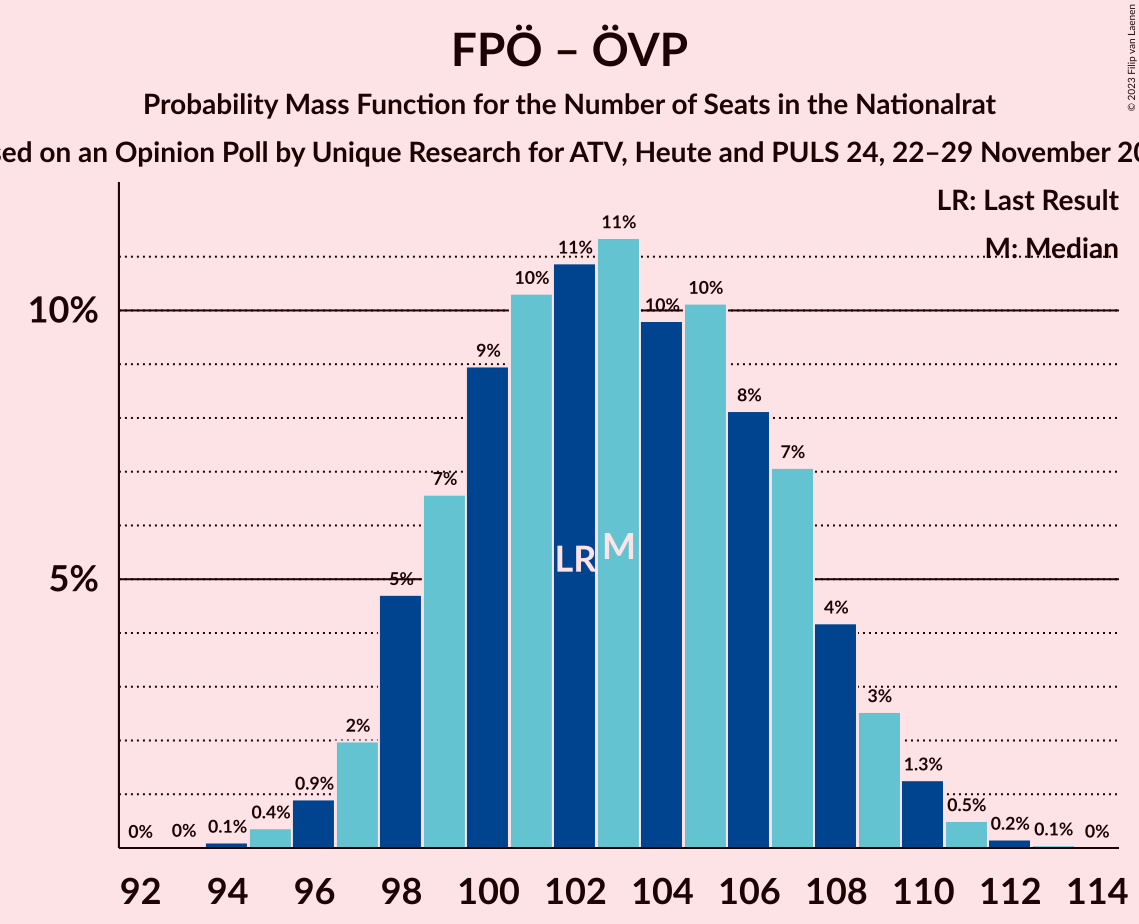 FPÖ – ÖVP
Probability Mass Function for the Number of Seats in the Nationalrat
on an Opinion Poll by Unique Research for ATV, Heute and PULS 24, 22–29 November
© 2023 Filip van Laenen
LR: Last Result
M: Median
10%
5%
0% 0% 0.1% 0.4% 0.9% 2% 5% 7% 9% 10% 11% 11% 10% 10% 8% 7% 4% 3% 1.3% 0.5% 0.2% 0.1% 0%
LR M
92 94 96 98 100 102 104 106 108 110 112 114